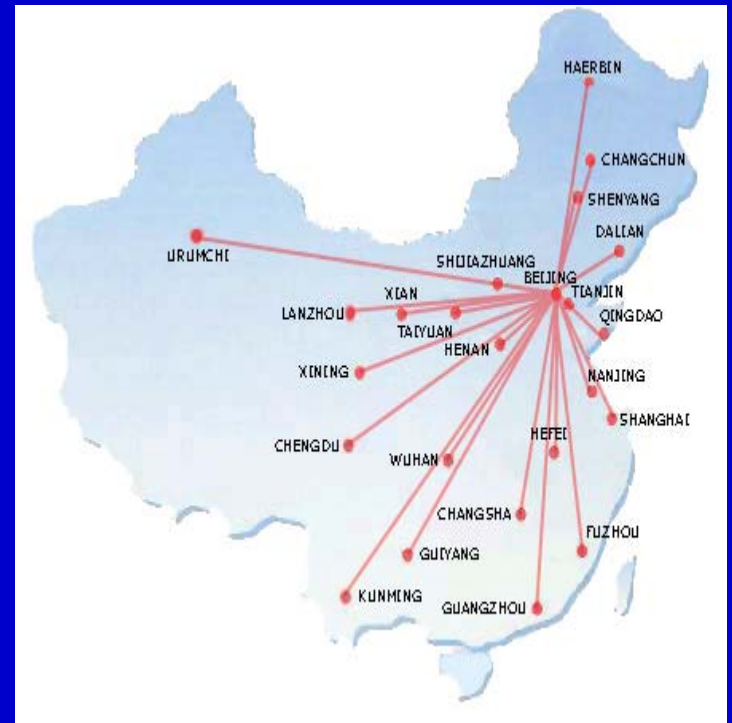 HAERBIN
CHANGCHUN
SHENYANG
DALIAN
URUMCHI
SHIJIAZHUANG
BEIJING
XIAN
TIANJIN
LANZHOU
QINGDAO
TAIYUAN
HENAN
XINING
NANJING
SHANGHAI
HEFEI
CHENGDU
WUHAN
CHANGSHA
FUZHOU
GUIYANG
KUNMING
GUANGZHOU